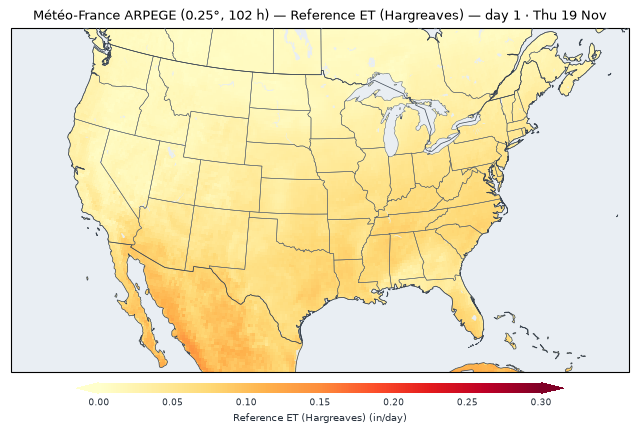 Météo-France ARPEGE (0.25°, 102 h) — Reference ET (Hargreaves) — day 1 · Thu 19 Nov
0.00 0.05 0.10 0.15 0.20 0.25 0.30
Reference ET (Hargreaves) (in/day)